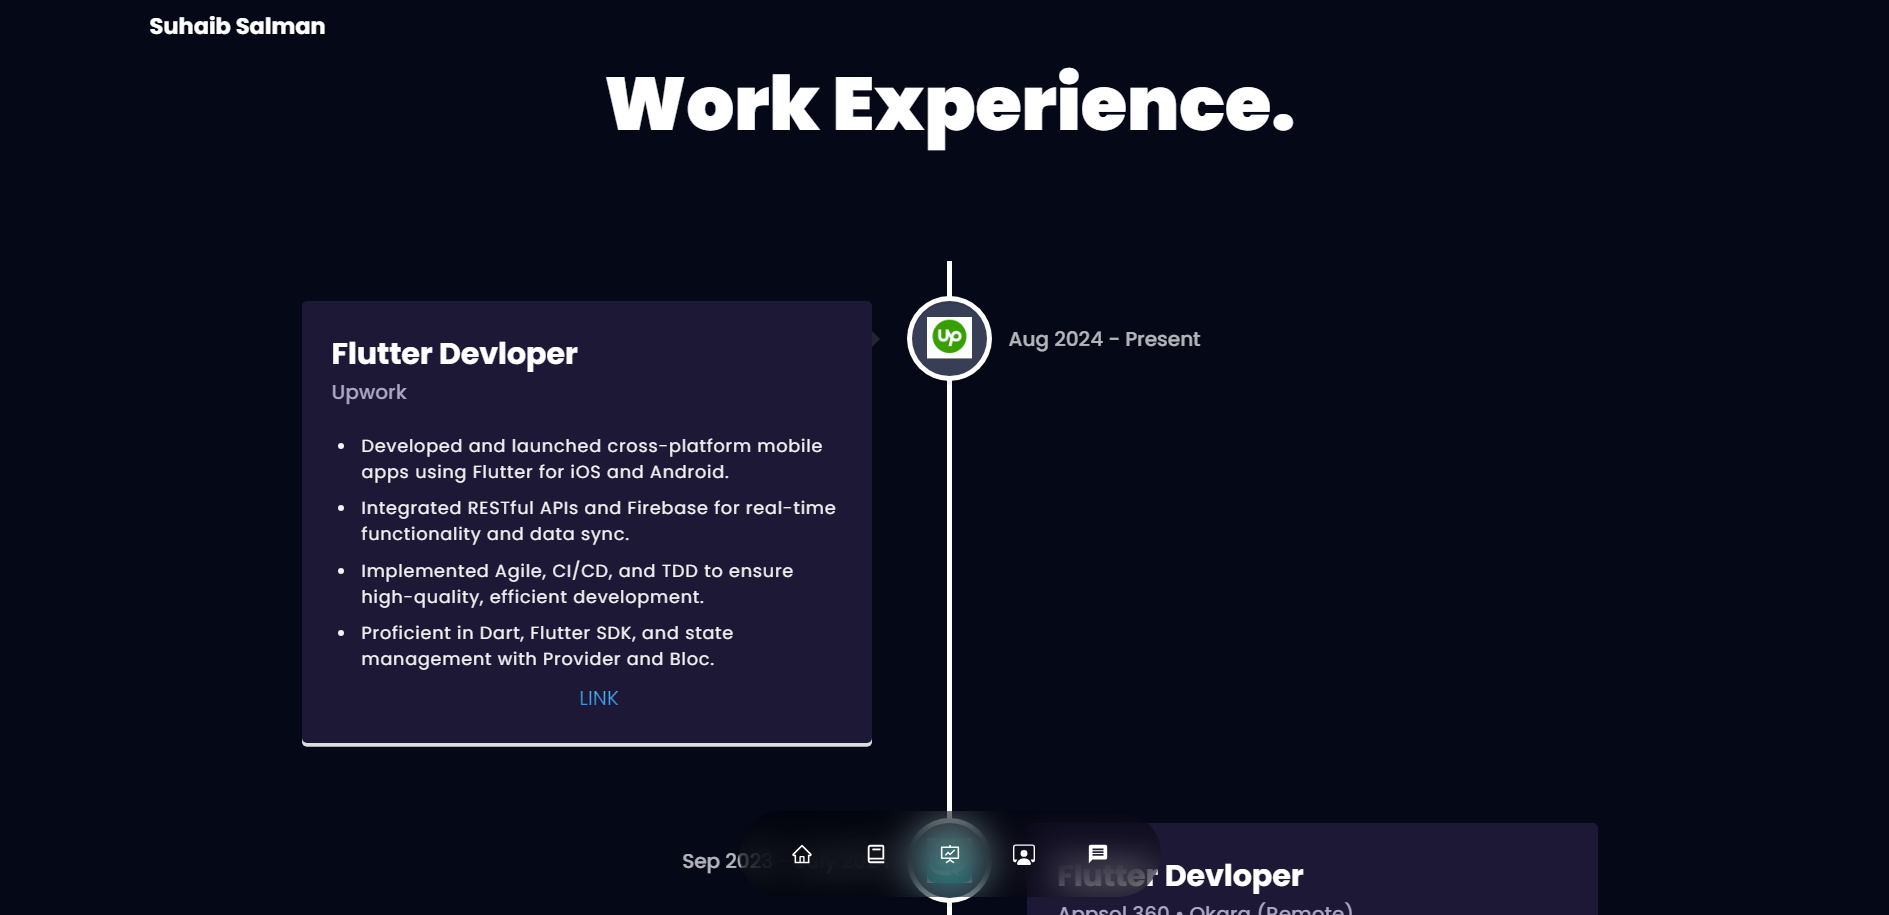 Suhaib Salman
Work Experience.
up
Aug 2024 - Present
Flutter Devloper
Upwork
• Developed and launched cross-platform mobile
apps using Flutter for iOS and Android.
• Integrated RESTful APIs and Firebase for real-time
functionality and data sync.
• Implemented Agile, CI/CD, and TDD to ensure
high-quality, efficient development.
• Proficient in Dart, Flutter SDK, and state
management with Provider and Bloc.
LINK
Sep 2023
Flutter Devloper
Appsol 360 • Okara (Remote)